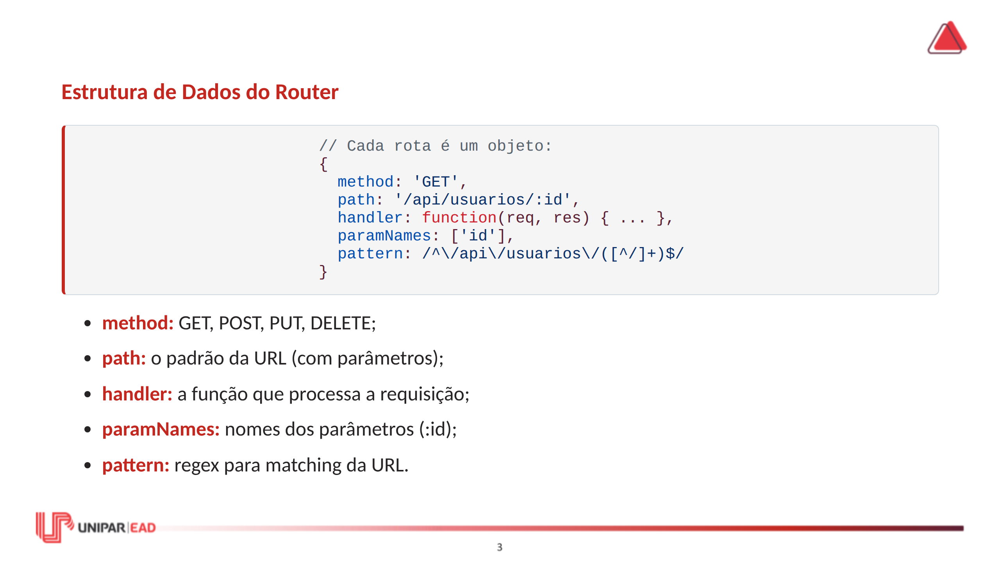 Estrutura de Dados do Router
// Cada rota é um objeto:
{
  method: 'GET',
  path: '/api/usuarios/:id',
  handler: function(req, res) { ... },
  paramNames: ['id'],
  pattern: /^\/api\/usuarios\/([^/]+)$/
}
• method: GET, POST, PUT, DELETE;
• path: o padrão da URL (com parâmetros);
• handler: a função que processa a requisição;
• paramNames: nomes dos parâmetros (:id);
• pattern: regex para matching da URL.
UNIPAR|EAD
3